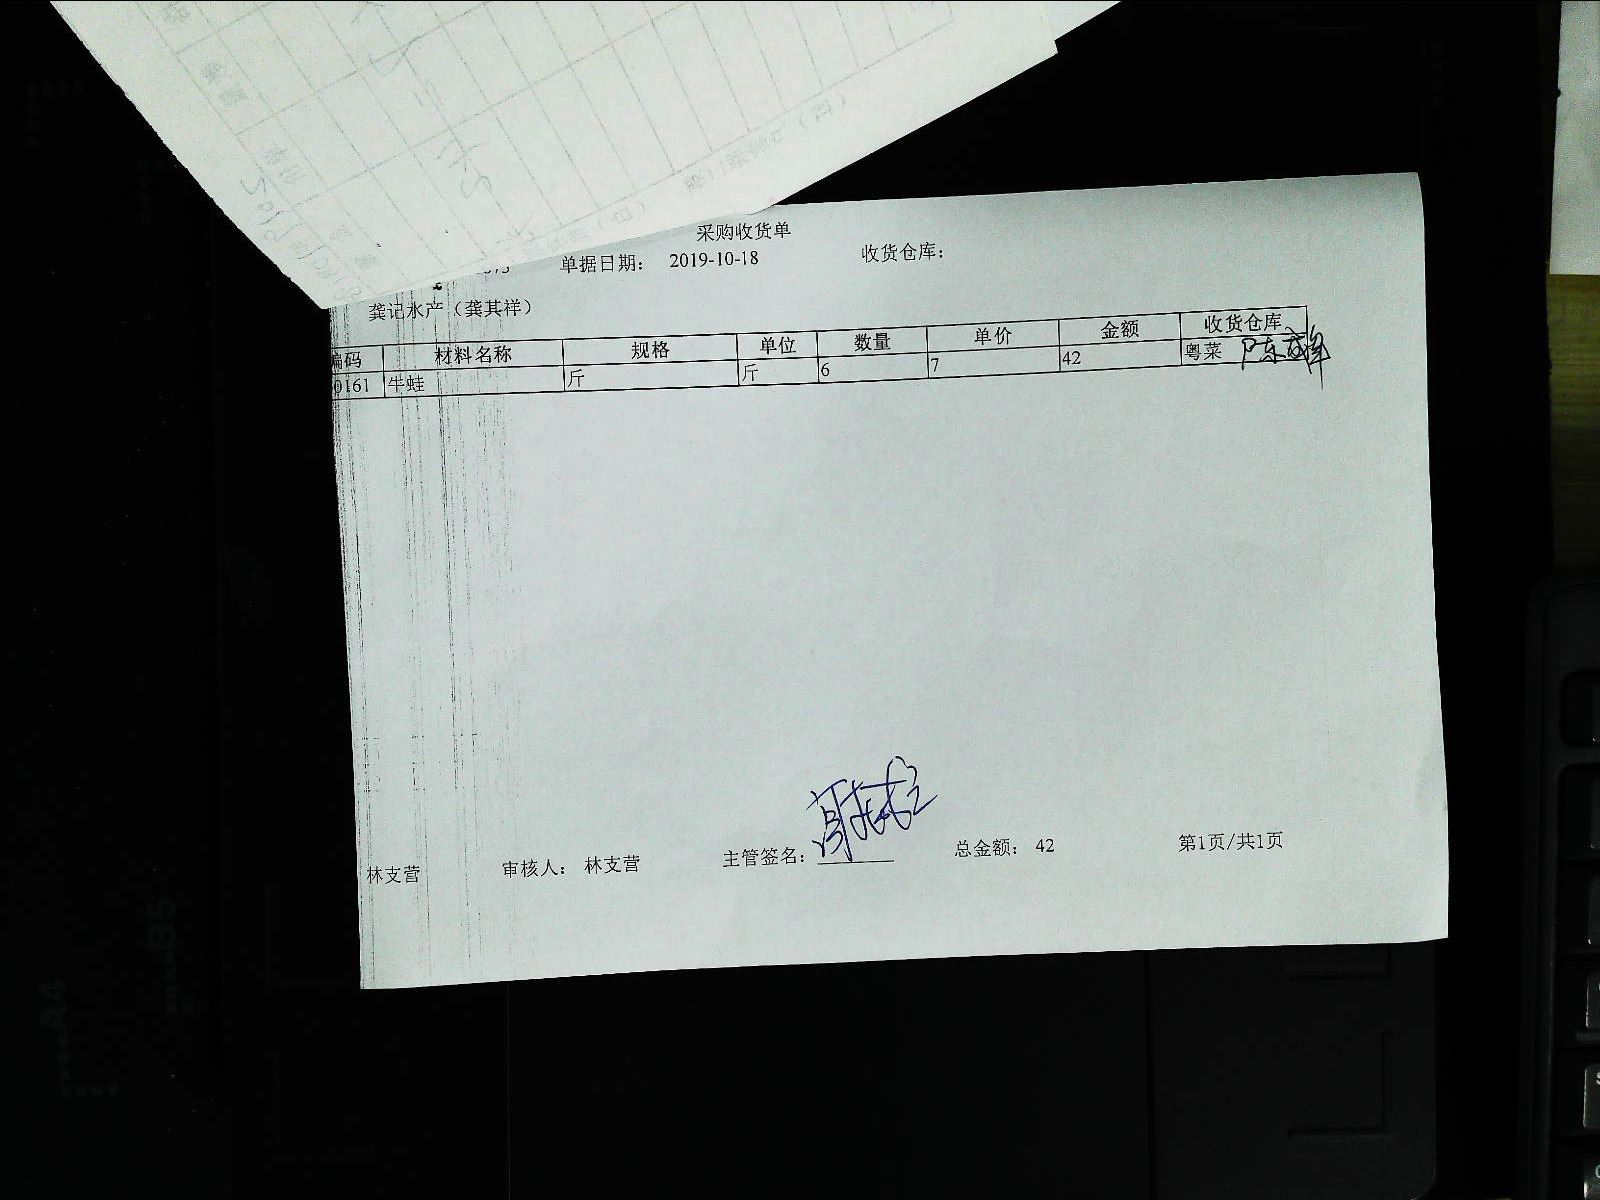 采购收货单
单据日期： 2019-10-18 收货仓库：
龚记水产（龚其祥）
编码 材料名称 规格 单位 数量 单价 金额 收货仓库
0161 牛蛙 斤 斤 6 7 42 粤菜
林支营 审核人： 林支营 主管签名： 总金额： 42 第1页/共1页
A4
B5